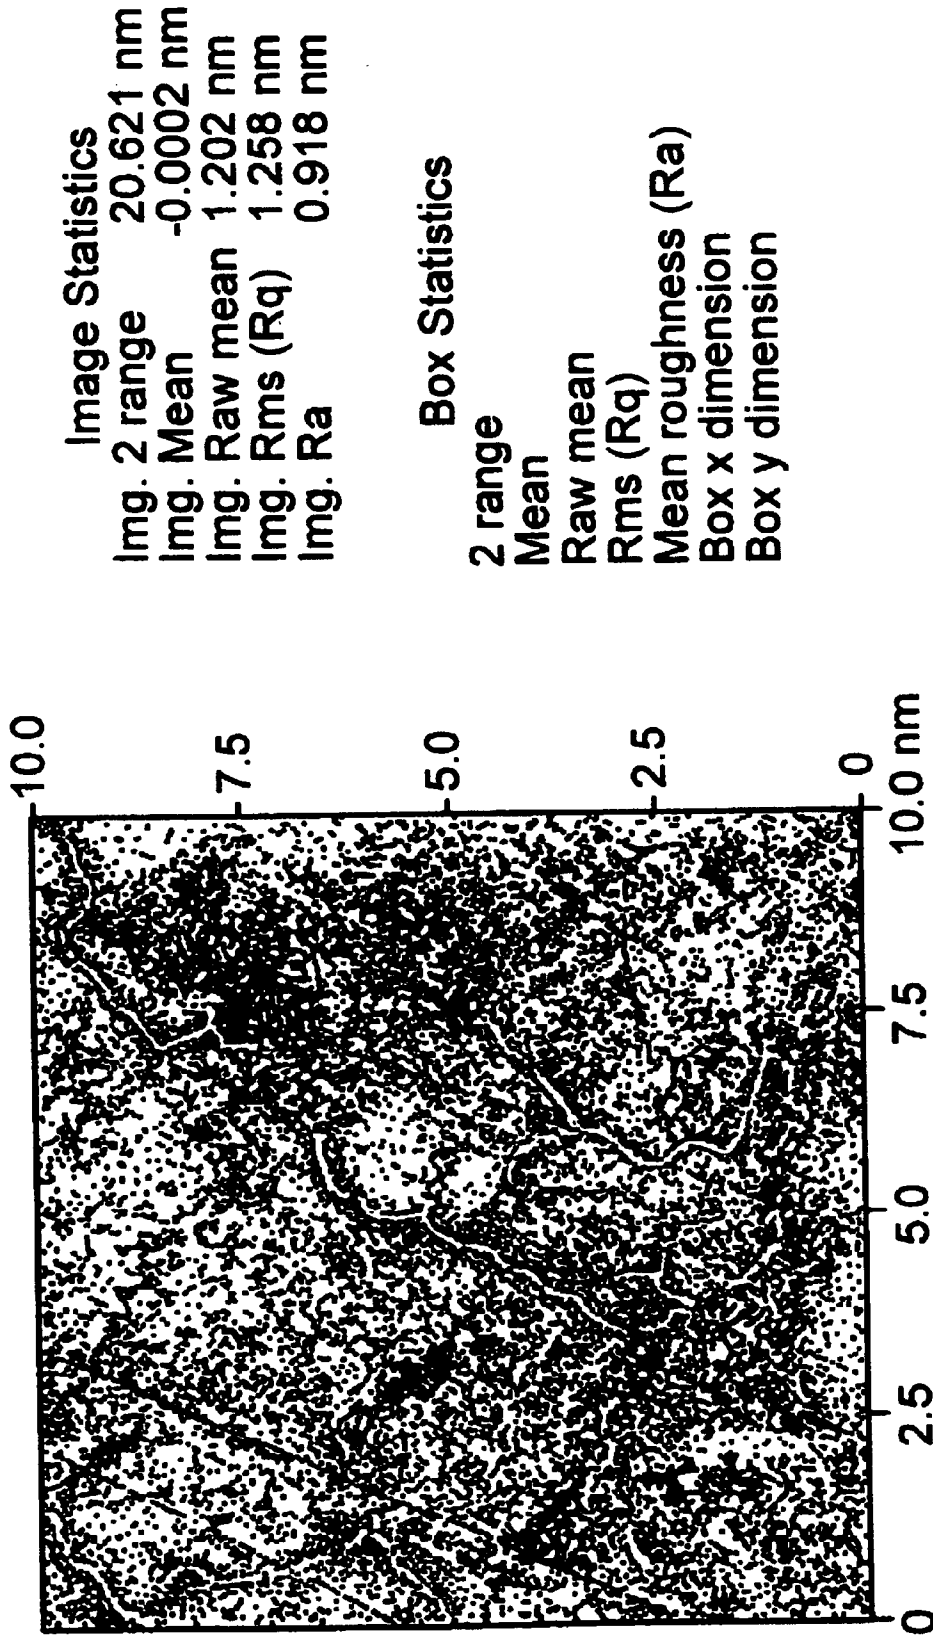 Image Statistics
Img. 2 range 20.621 nm
Img. Mean -0.0002 nm
Img. Raw mean 1.202 nm
Img. Rms (Rq) 1.258 nm
Img. Ra 0.918 nm
Box Statistics
2 range
Mean
Raw mean
Rms (Rq)
Mean roughness (Ra)
Box x dimension
Box y dimension
10.0
7.5
5.0
2.5
0
0 2.5 5.0 7.5 10.0 nm